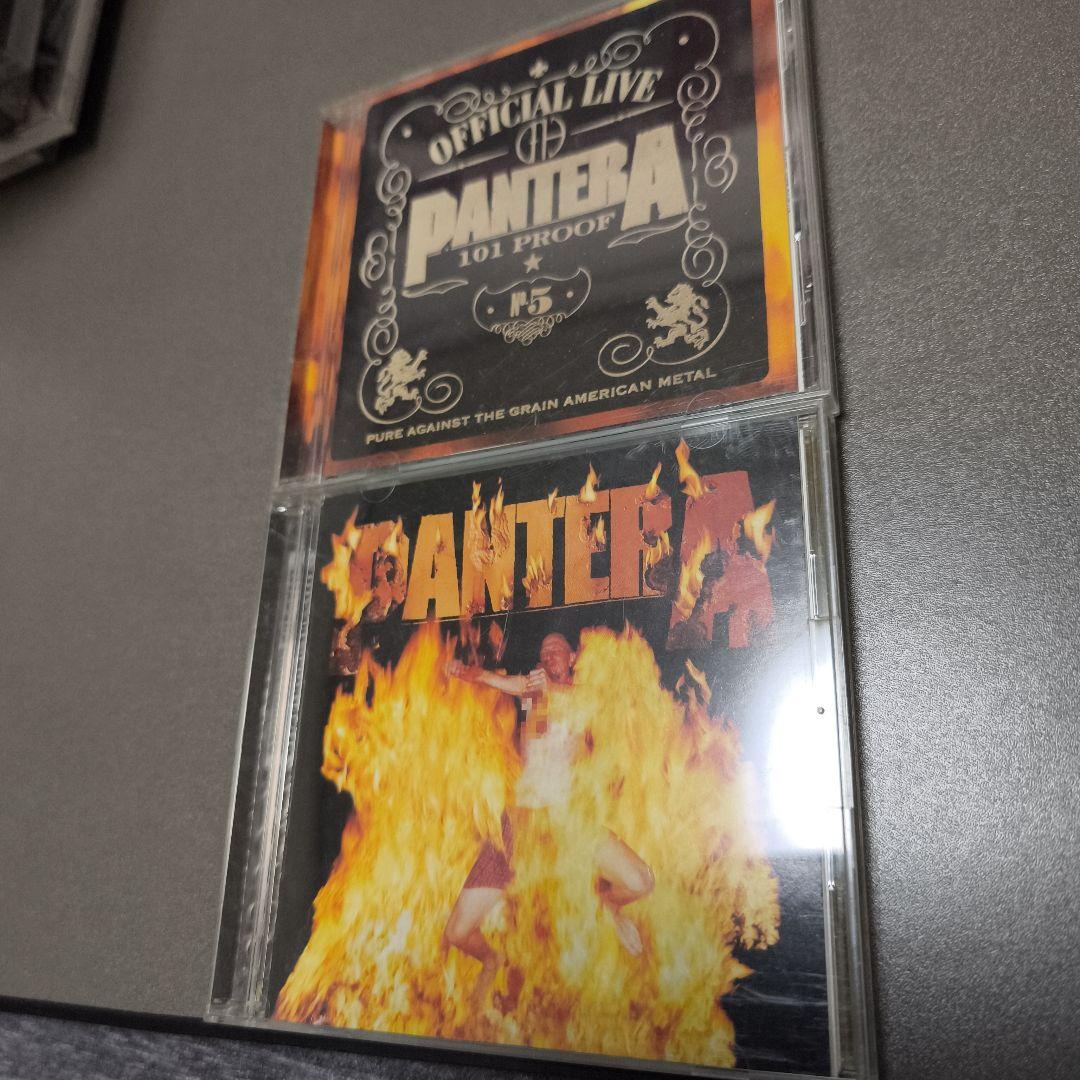 OFFICIAL LIVE
PANTERA
101 PROOF
№5
PURE AGAINST THE GRAIN AMERICAN METAL
PANTERA